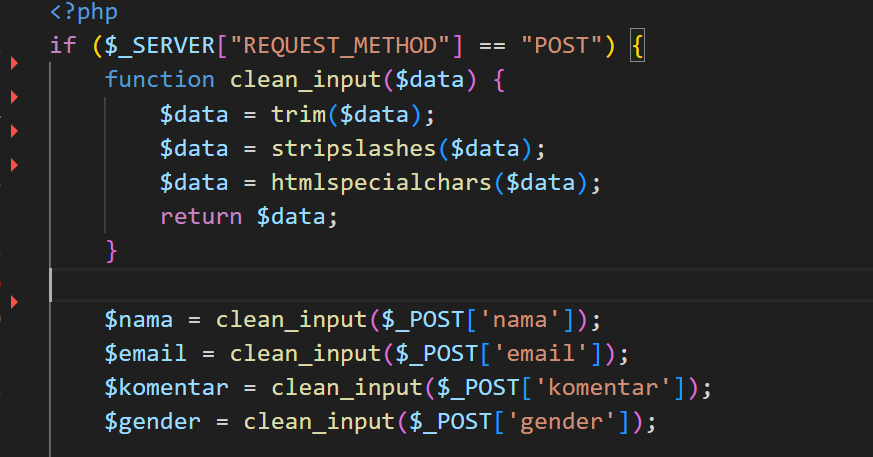 <?php
if ($_SERVER["REQUEST_METHOD"] == "POST") {
    function clean_input($data) {
        $data = trim($data);
        $data = stripslashes($data);
        $data = htmlspecialchars($data);
        return $data;
    }
    $nama = clean_input($_POST['nama']);
    $email = clean_input($_POST['email']);
    $komentar = clean_input($_POST['komentar']);
    $gender = clean_input($_POST['gender']);